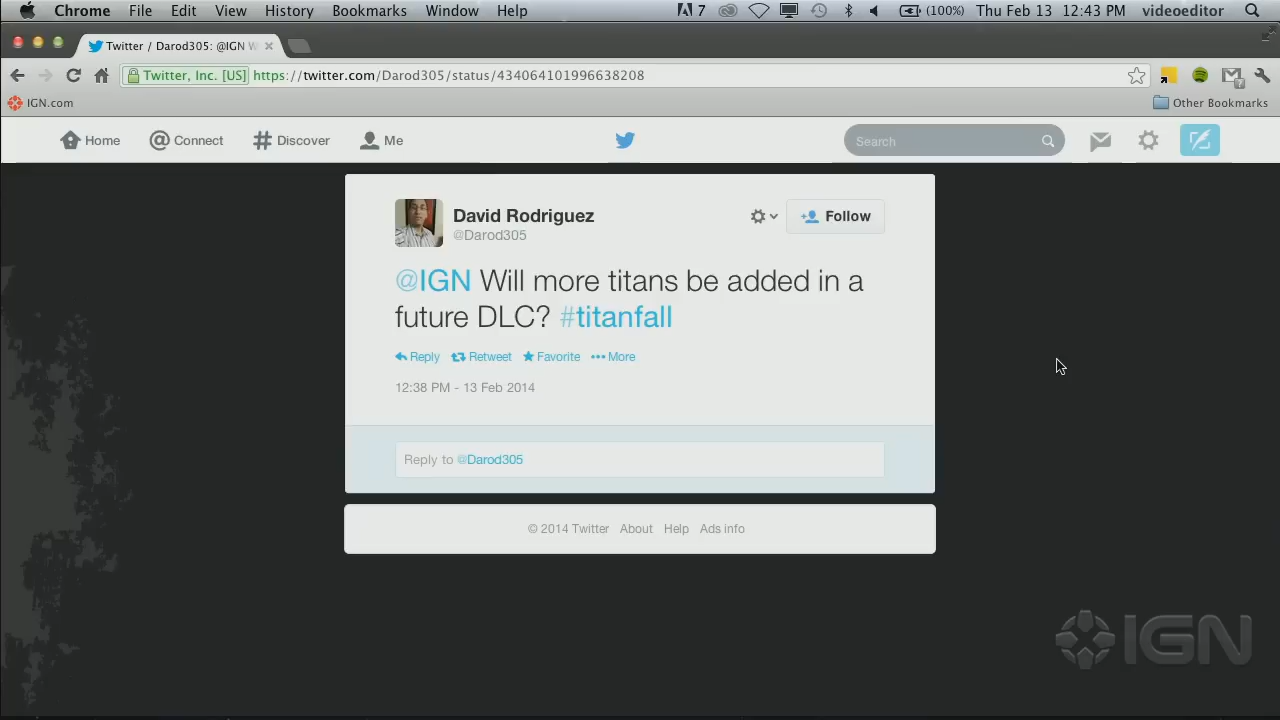 Chrome File Edit View History Bookmarks Window Help 7 (100%) Thu Feb 13 12:43 PM videoeditor
Twitter / Darod305: @IGN W
Twitter, Inc. [US] https://twitter.com/Darod305/status/434064101996638208
IGN.com Other Bookmarks
Home Connect Discover Me Search
David Rodriguez
@Darod305
Follow
@IGN Will more titans be added in a
future DLC? #titanfall
Reply Retweet Favorite More
12:38 PM - 13 Feb 2014
Reply to @Darod305
© 2014 Twitter About Help Ads info
IGN